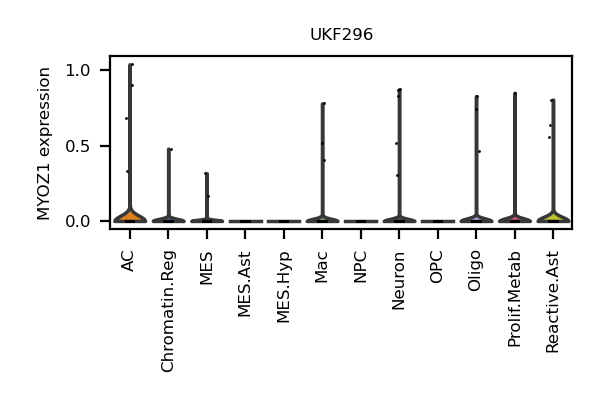 UKF296
MYOZ1 expression
1.0
0.5
0.0
AC
Chromatin.Reg
MES
MES.Ast
MES.Hyp
Mac
NPC
Neuron
OPC
Oligo
Prolif.Metab
Reactive.Ast